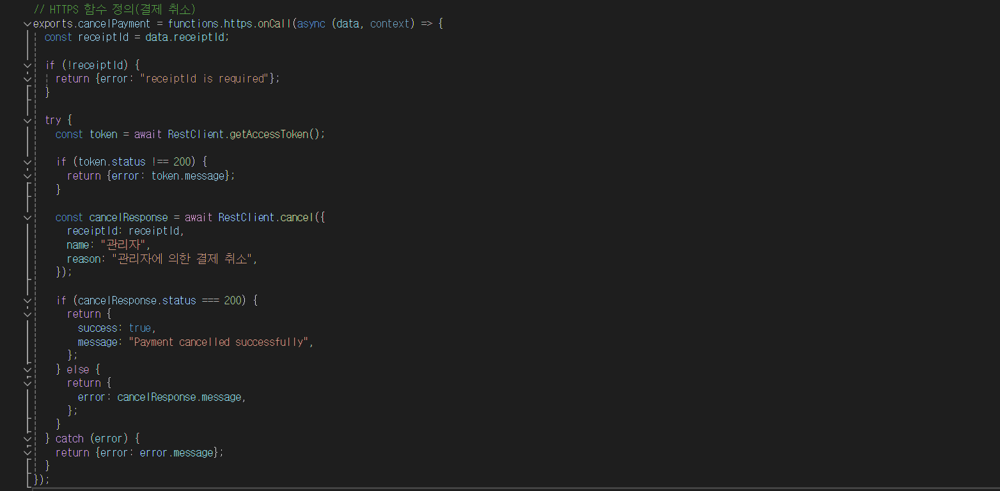 // HTTPS 함수 정의(결제 취소)
exports.cancelPayment = functions.https.onCall(async (data, context) => {
const receiptId = data.receiptId;
if (!receiptId) {
return {error: "receiptId is required"};
}
try {
const token = await RestClient.getAccessToken();
if (token.status !== 200) {
return {error: token.message};
}
const cancelResponse = await RestClient.cancel({
receiptId: receiptId,
name: "관리자",
reason: "관리자에 의한 결제 취소",
});
if (cancelResponse.status === 200) {
return {
success: true,
message: "Payment cancelled successfully",
};
} else {
return {
error: cancelResponse.message,
};
}
} catch (error) {
return {error: error.message};
}
});